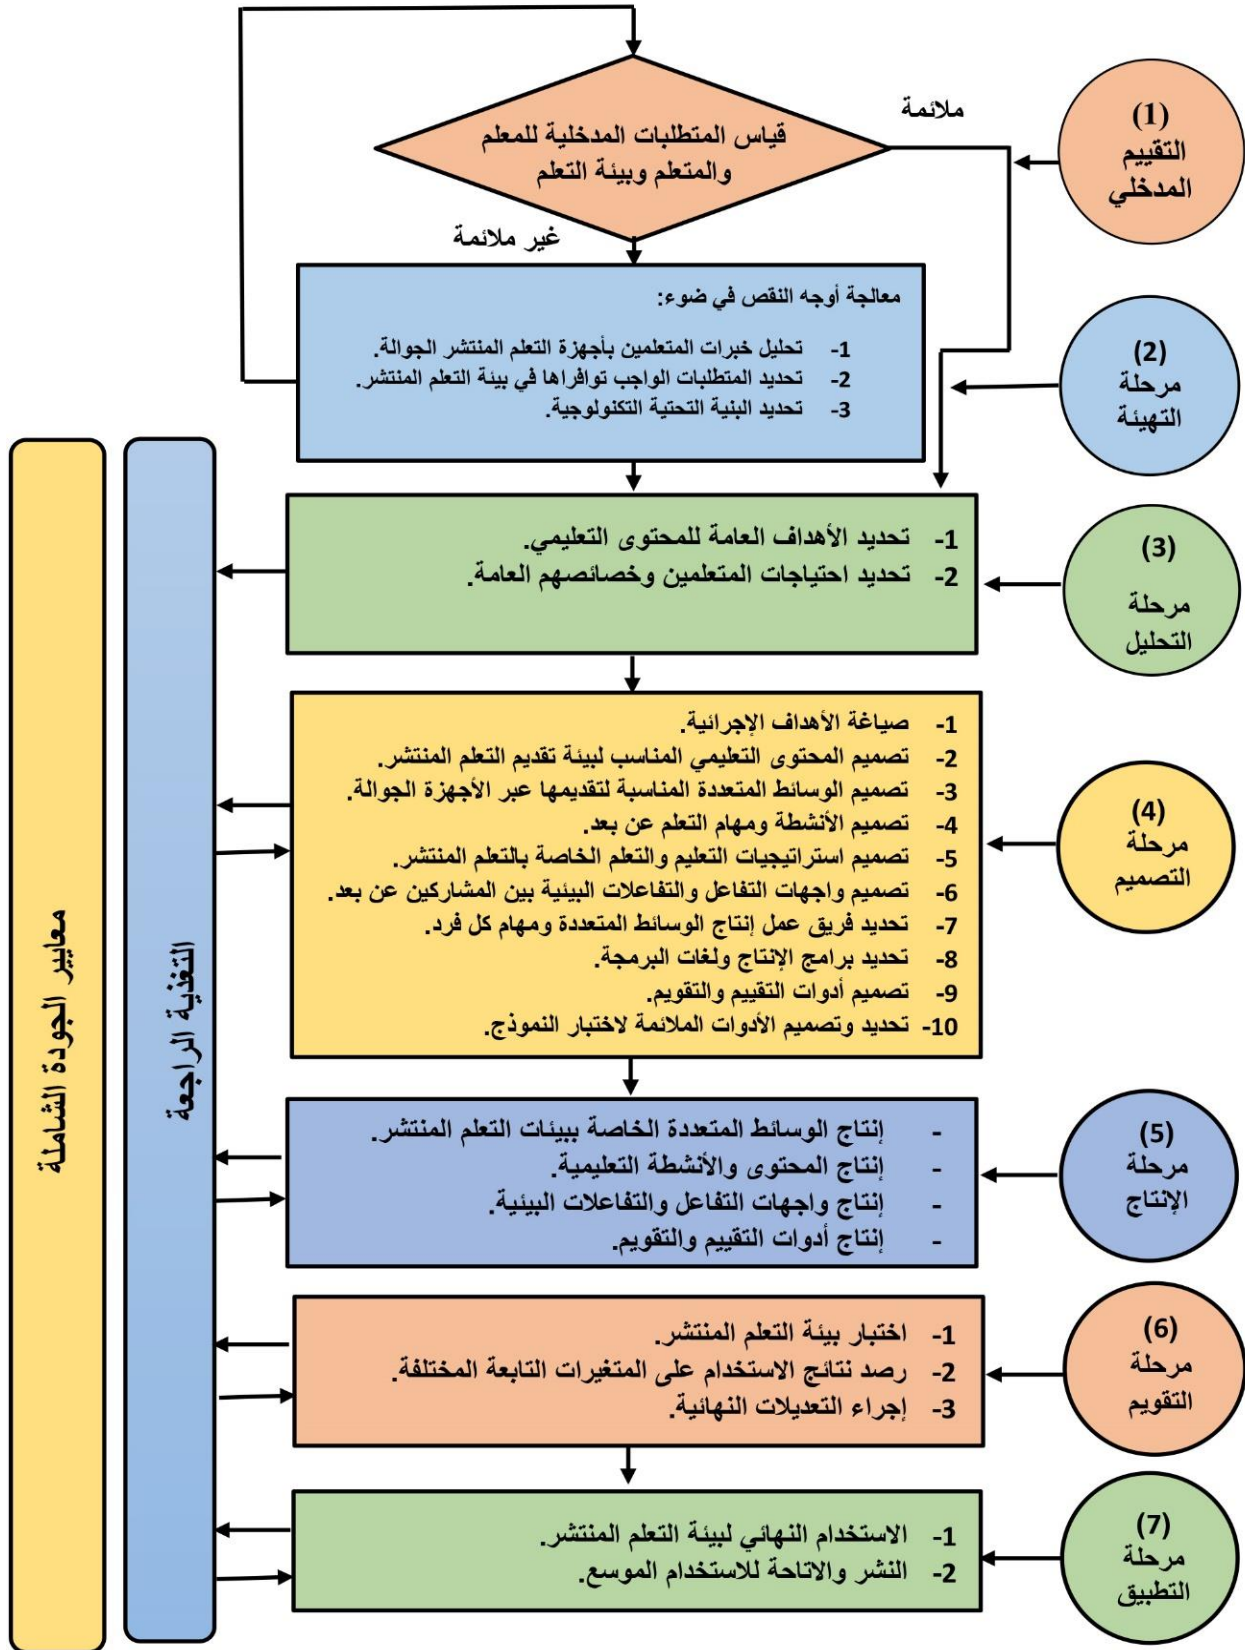 (1)
التقييم
المدخلي
ملائمة
قياس المتطلبات المدخلية للمعلم
والمتعلم وبيئة التعلم
غير ملائمة
(2)
مرحلة
التهيئة
معالجة أوجه النقص في ضوء:
1- تحليل خبرات المتعلمين بأجهزة التعلم المنتشر الجوالة.
2- تحديد المتطلبات الواجب توافراها في بيئة التعلم المنتشر.
3- تحديد البنية التحتية التكنولوجية.
(3)
مرحلة
التحليل
1- تحديد الأهداف العامة للمحتوى التعليمي.
2- تحديد احتياجات المتعلمين وخصائصهم العامة.
(4)
مرحلة
التصميم
1- صياغة الأهداف الإجرائية.
2- تصميم المحتوى التعليمي المناسب لبيئة تقديم التعلم المنتشر.
3- تصميم الوسائط المتعددة المناسبة لتقديمها عبر الأجهزة الجوالة.
4- تصميم الأنشطة ومهام التعلم عن بعد.
5- تصميم استراتيجيات التعليم والتعلم الخاصة بالتعلم المنتشر.
6- تصميم واجهات التفاعل والتفاعلات البيئية بين المشاركين عن بعد.
7- تحديد فريق عمل إنتاج الوسائط المتعددة ومهام كل فرد.
8- تحديد برامج الإنتاج ولغات البرمجة.
9- تصميم أدوات التقييم والتقويم.
10- تحديد وتصميم الأدوات الملائمة لاختبار النموذج.
(5)
مرحلة
الإنتاج
- إنتاج الوسائط المتعددة الخاصة ببيئات التعلم المنتشر.
- إنتاج المحتوى والأنشطة التعليمية.
- إنتاج واجهات التفاعل والتفاعلات البيئية.
- إنتاج أدوات التقييم والتقويم.
(6)
مرحلة
التقويم
1- اختبار بيئة التعلم المنتشر.
2- رصد نتائج الاستخدام على المتغيرات التابعة المختلفة.
3- إجراء التعديلات النهائية.
(7)
مرحلة
التطبيق
1- الاستخدام النهائي لبيئة التعلم المنتشر.
2- النشر والاتاحة للاستخدام الموسع.
التغذية الراجعة
معايير الجودة الشاملة